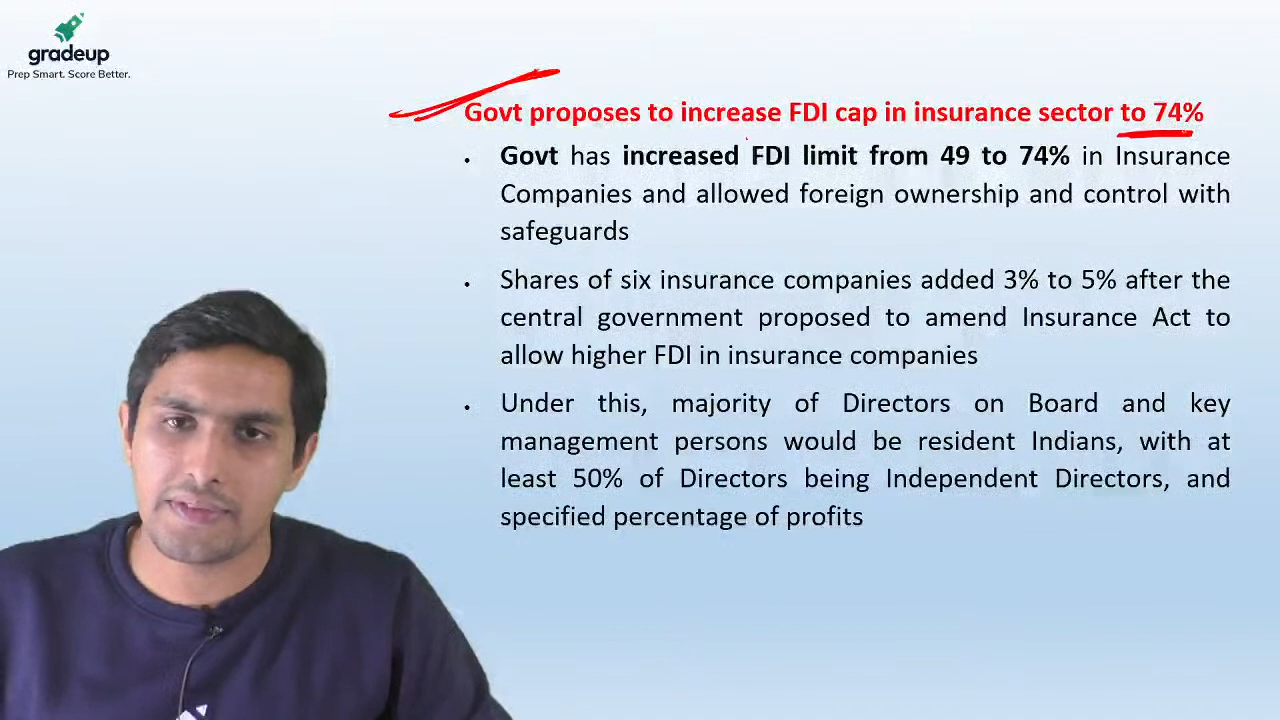 gradeup
Prep Smart. Score Better.
Govt proposes to increase FDI cap in insurance sector to 74%
• Govt has increased FDI limit from 49 to 74% in Insurance
Companies and allowed foreign ownership and control with
safeguards
• Shares of six insurance companies added 3% to 5% after the
central government proposed to amend Insurance Act to
allow higher FDI in insurance companies
• Under this, majority of Directors on Board and key
management persons would be resident Indians, with at
least 50% of Directors being Independent Directors, and
specified percentage of profits